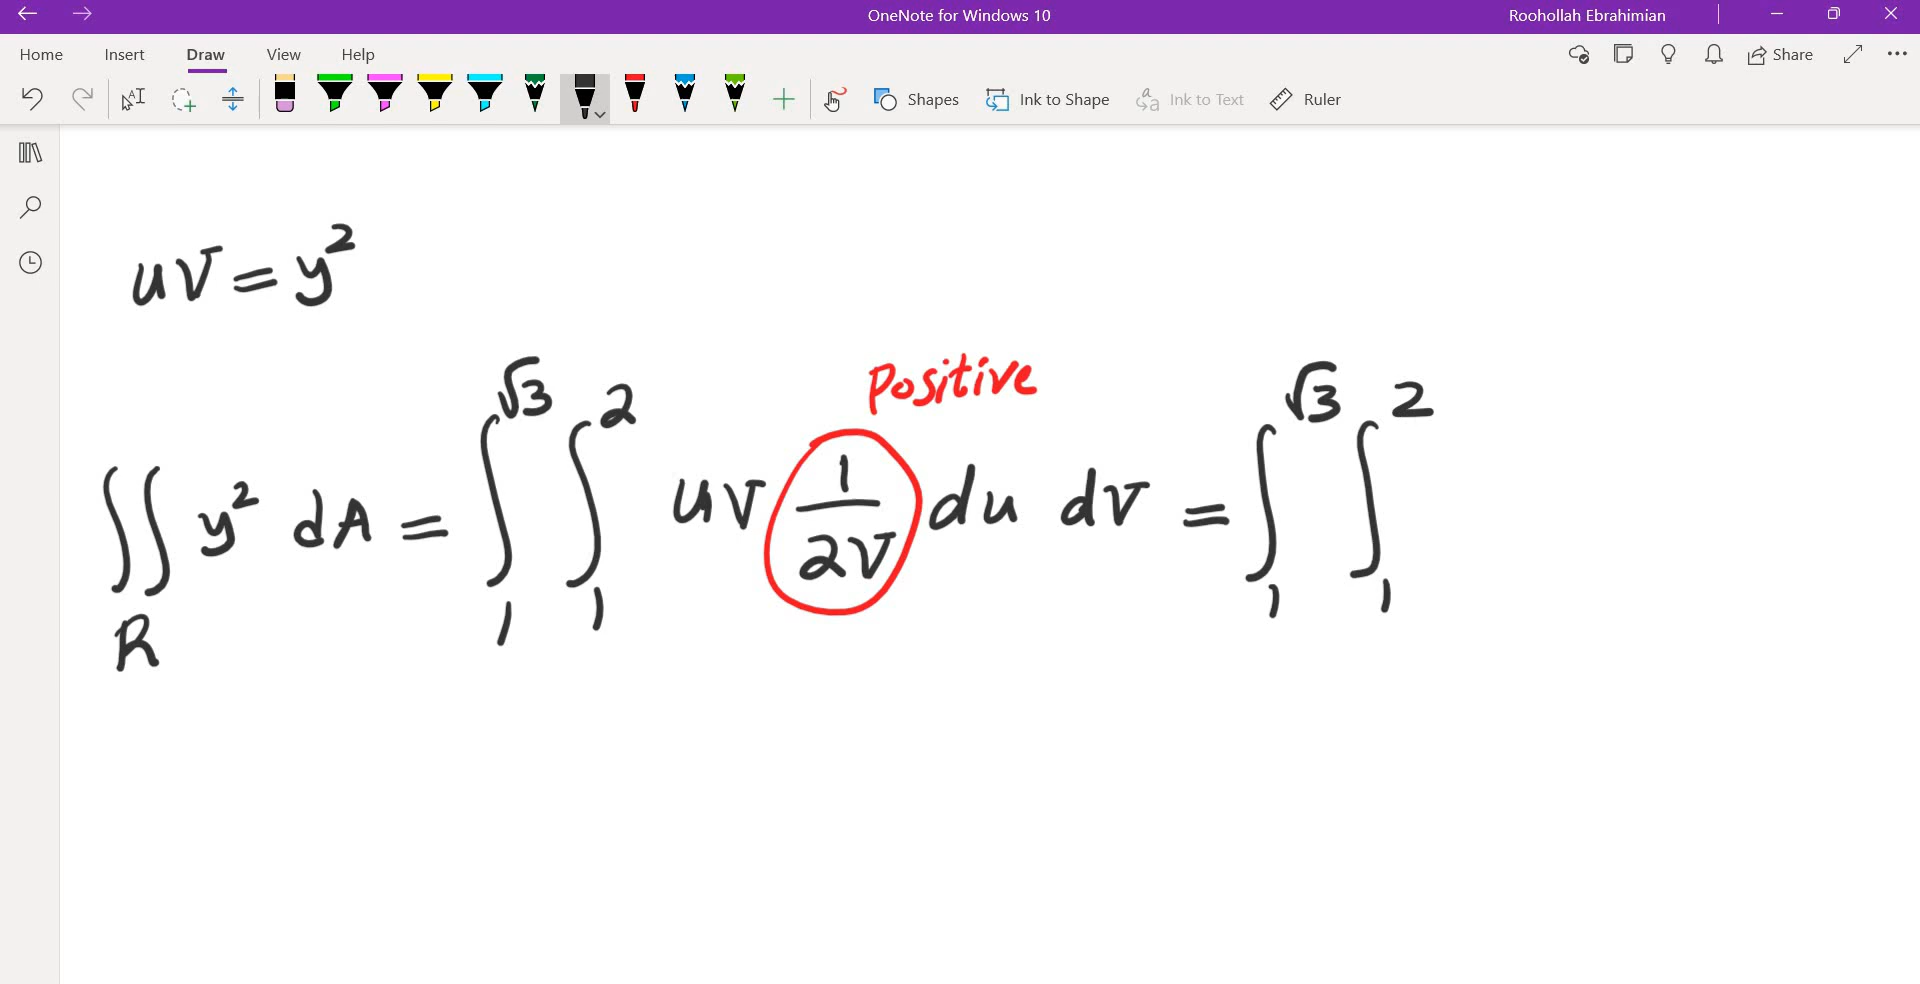 OneNote for Windows 10
Roohollah Ebrahimian
Home Insert Draw View Help
Share
Shapes Ink to Shape Ink to Text Ruler
uv = y²
positive
∬_R y² dA = ∫_1^√3 ∫_1^2 uv 1/2v du dv = ∫_1^√3 ∫_1^2